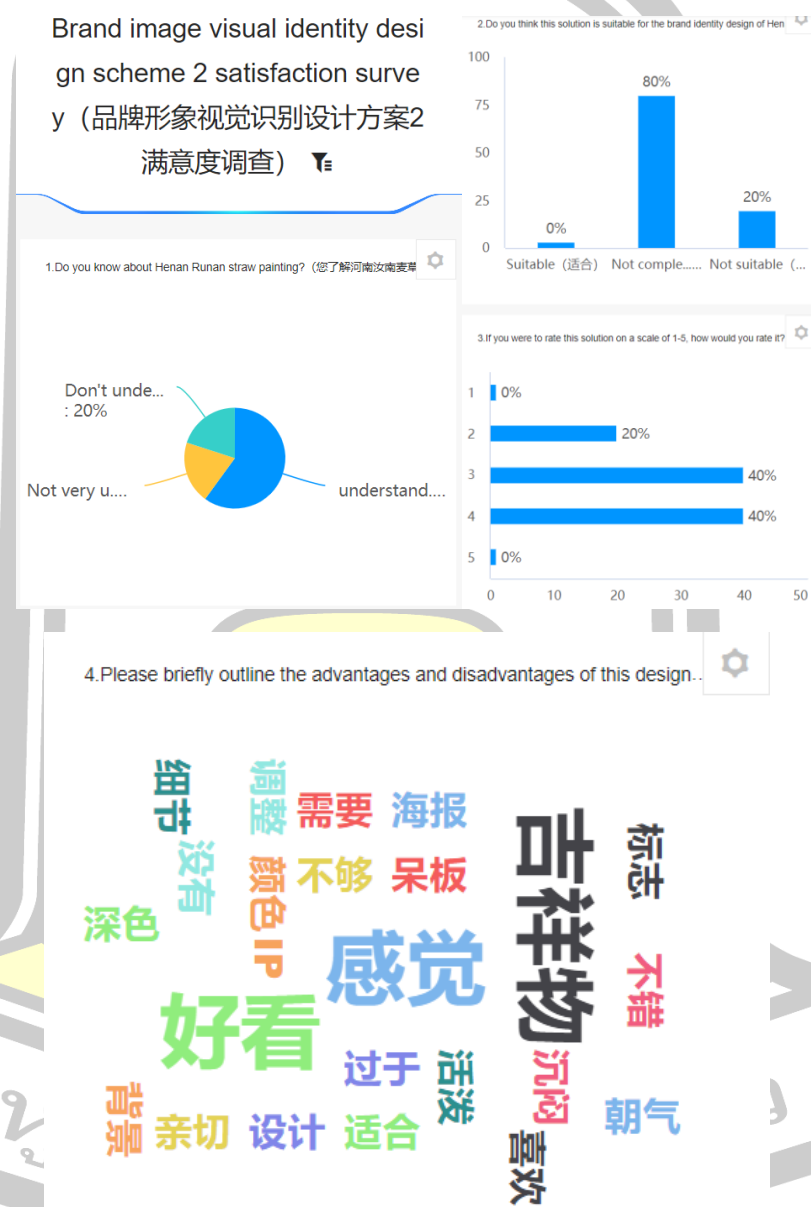 Brand image visual identity desi
gn scheme 2 satisfaction surve
y（品牌形象视觉识别设计方案2
满意度调查）
1.Do you know about Henan Runan straw painting?（您了解河南汝南麦草
Don't unde...
: 20%
Not very u....
understand....
2.Do you think this solution is suitable for the brand identity design of Hen
100
75
50
25
0
0%
80%
20%
Suitable（适合）
Not comple......
Not suitable（...
3.If you were to rate this solution on a scale of 1-5, how would you rate it?
1 0%
2 20%
3 40%
4 40%
5 0%
0 10 20 30 40 50
4.Please briefly outline the advantages and disadvantages of this design..
细节
调整
需要
海报
没有
颜色
不够
呆板
吉祥物
标志
深色
IP
感觉
不错
好看
过于
活泼
沉闷
朝气
背景
亲切
设计
适合
喜欢